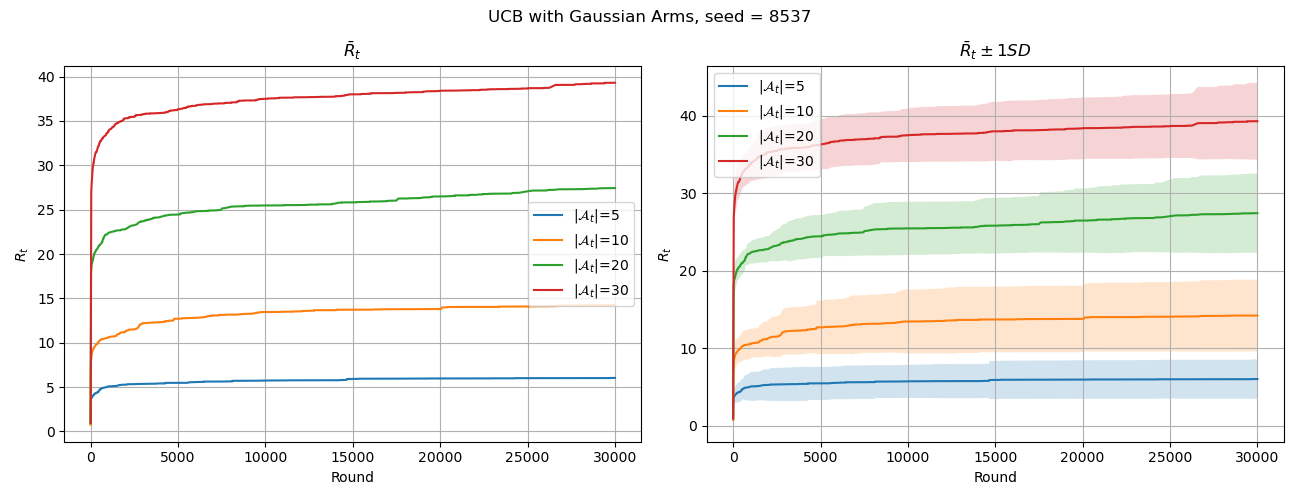 UCB with Gaussian Arms, seed = 8537
R̄ₜ
40
35
30
25
20
15
10
5
0
Rₜ
0 5000 10000 15000 20000 25000 30000
Round
|𝒜ₜ|=5
|𝒜ₜ|=10
|𝒜ₜ|=20
|𝒜ₜ|=30
R̄ₜ ± 1SD
40
30
20
10
0
Rₜ
0 5000 10000 15000 20000 25000 30000
Round
|𝒜ₜ|=5
|𝒜ₜ|=10
|𝒜ₜ|=20
|𝒜ₜ|=30